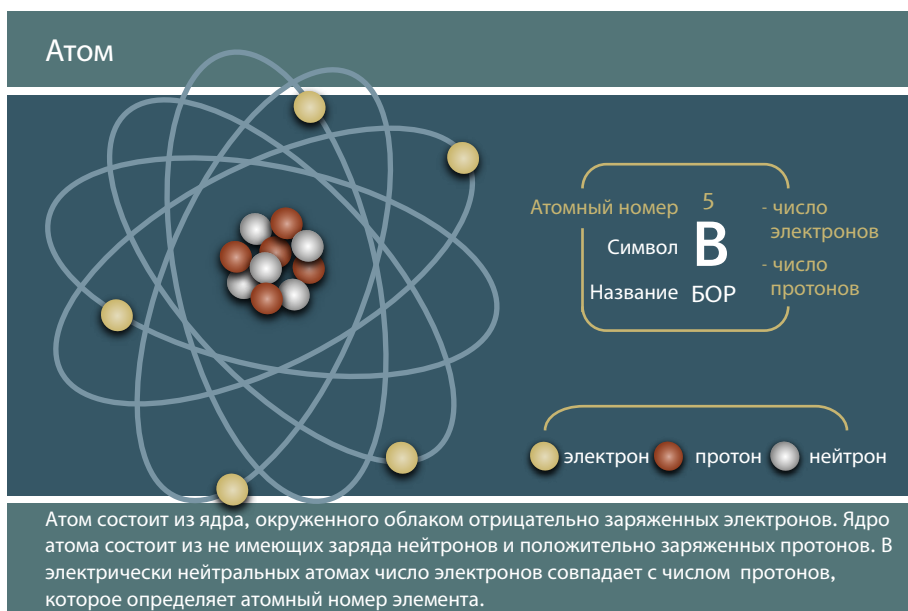 Атом
Атомный номер 5 - число электронов
Символ B
- число протонов
Название БОР
электрон протон нейтрон
Атом состоит из ядра, окруженного облаком отрицательно заряженных электронов. Ядро
атома состоит из не имеющих заряда нейтронов и положительно заряженных протонов. В
электрически нейтральных атомах число электронов совпадает с числом протонов,
которое определяет атомный номер элемента.